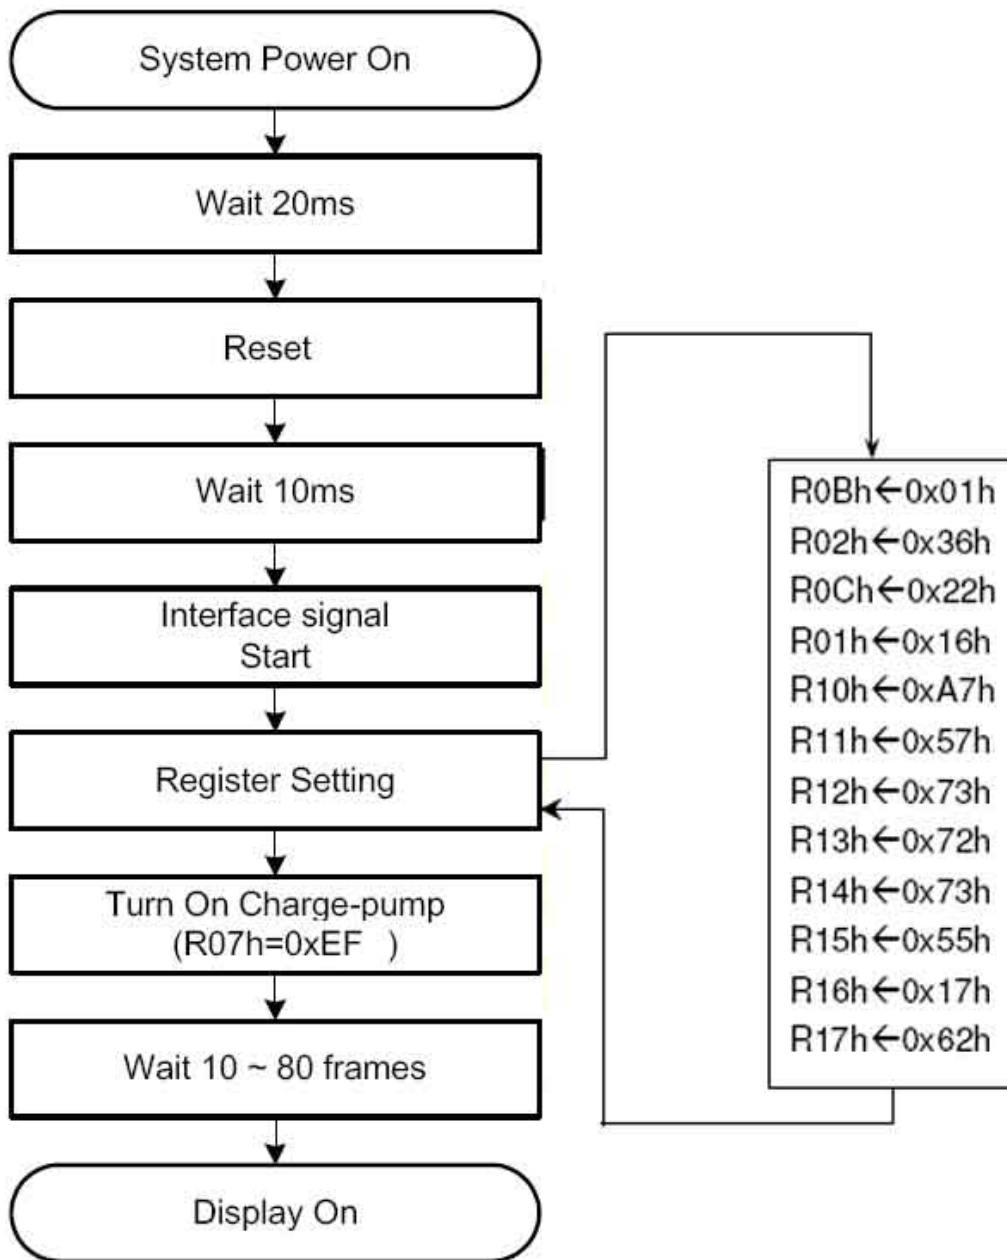 System Power On
Wait 20ms
Reset
Wait 10ms
Interface signal
Start
Register Setting
Turn On Charge-pump
(R07h=0xEF )
Wait 10 ~ 80 frames
Display On
R0Bh←0x01h
R02h←0x36h
R0Ch←0x22h
R01h←0x16h
R10h←0xA7h
R11h←0x57h
R12h←0x73h
R13h←0x72h
R14h←0x73h
R15h←0x55h
R16h←0x17h
R17h←0x62h